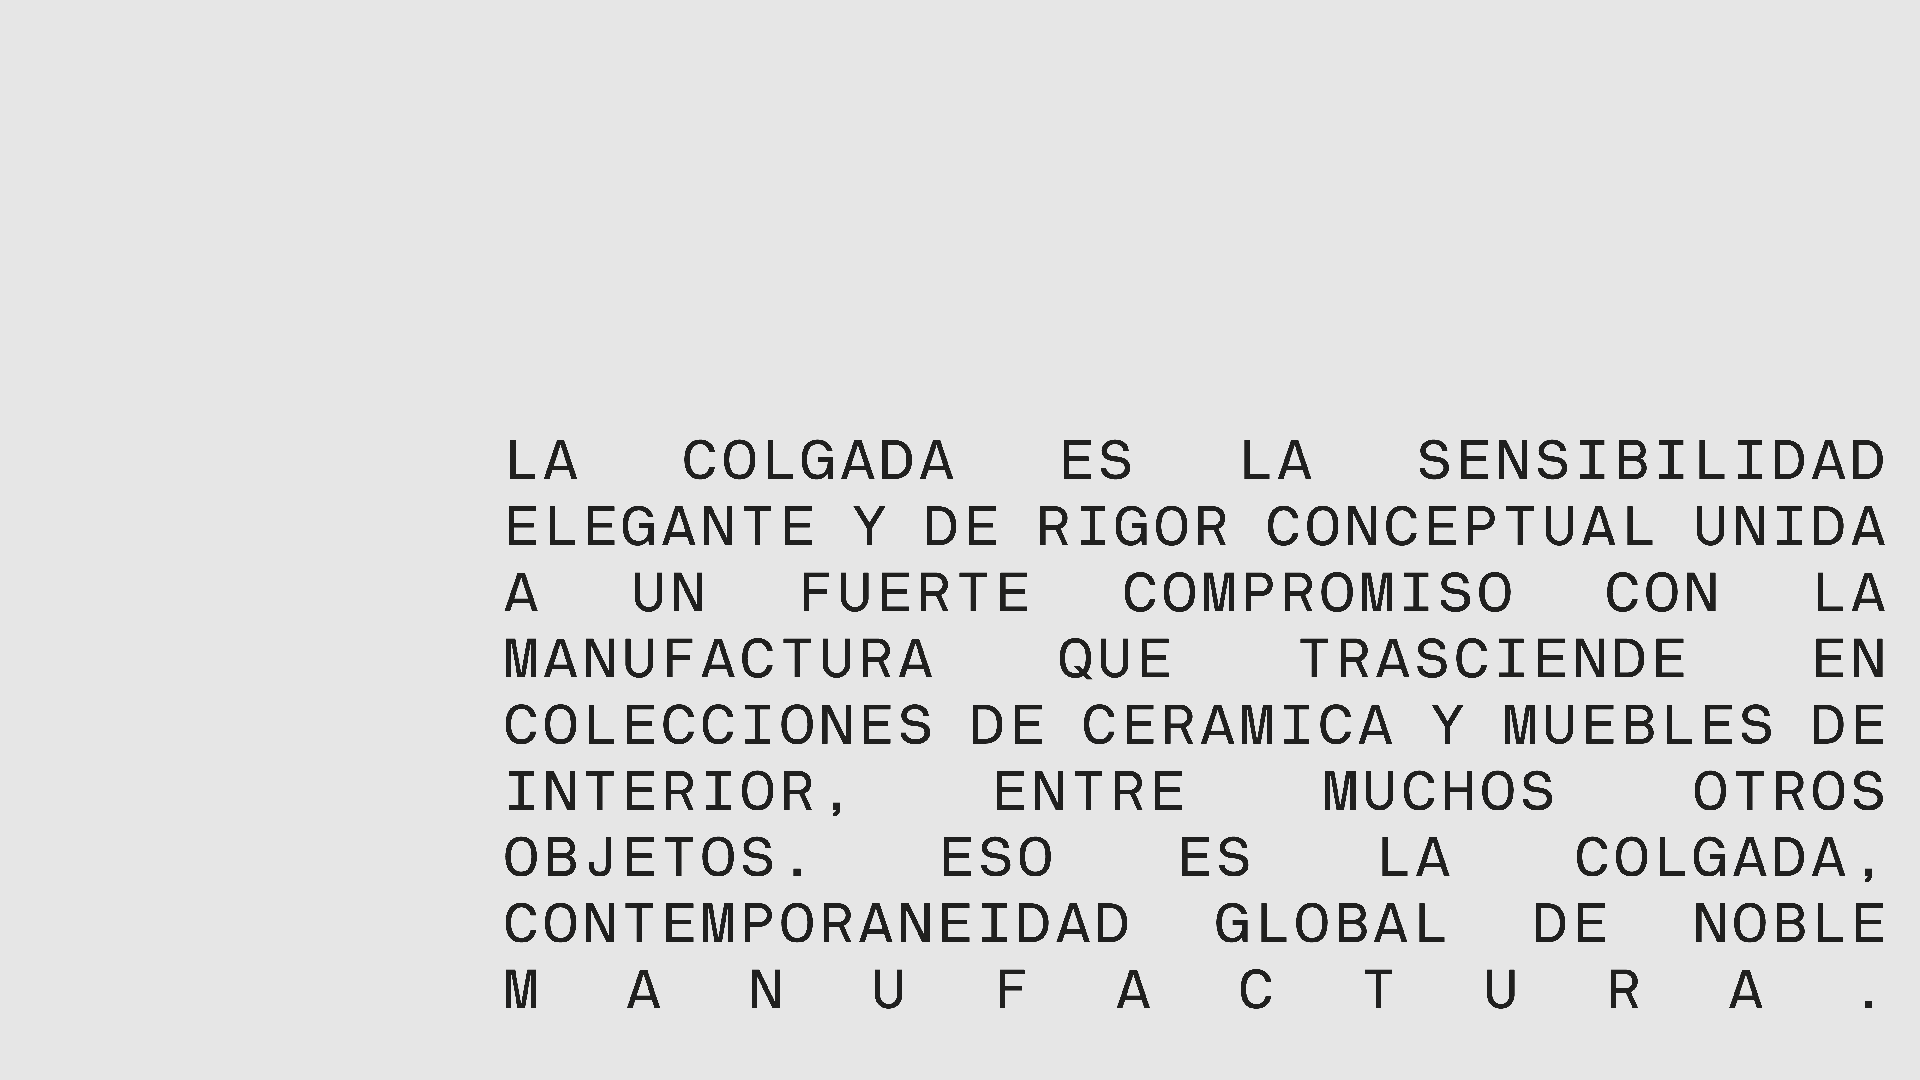 LA COLGADA ES LA SENSIBILIDAD
ELEGANTE Y DE RIGOR CONCEPTUAL UNIDA
A UN FUERTE COMPROMISO CON LA
MANUFACTURA QUE TRASCIENDE EN
COLECCIONES DE CERAMICA Y MUEBLES DE
INTERIOR, ENTRE MUCHOS OTROS
OBJETOS. ESO ES LA COLGADA,
CONTEMPORANEIDAD GLOBAL DE NOBLE
M A N U F A C T U R A .